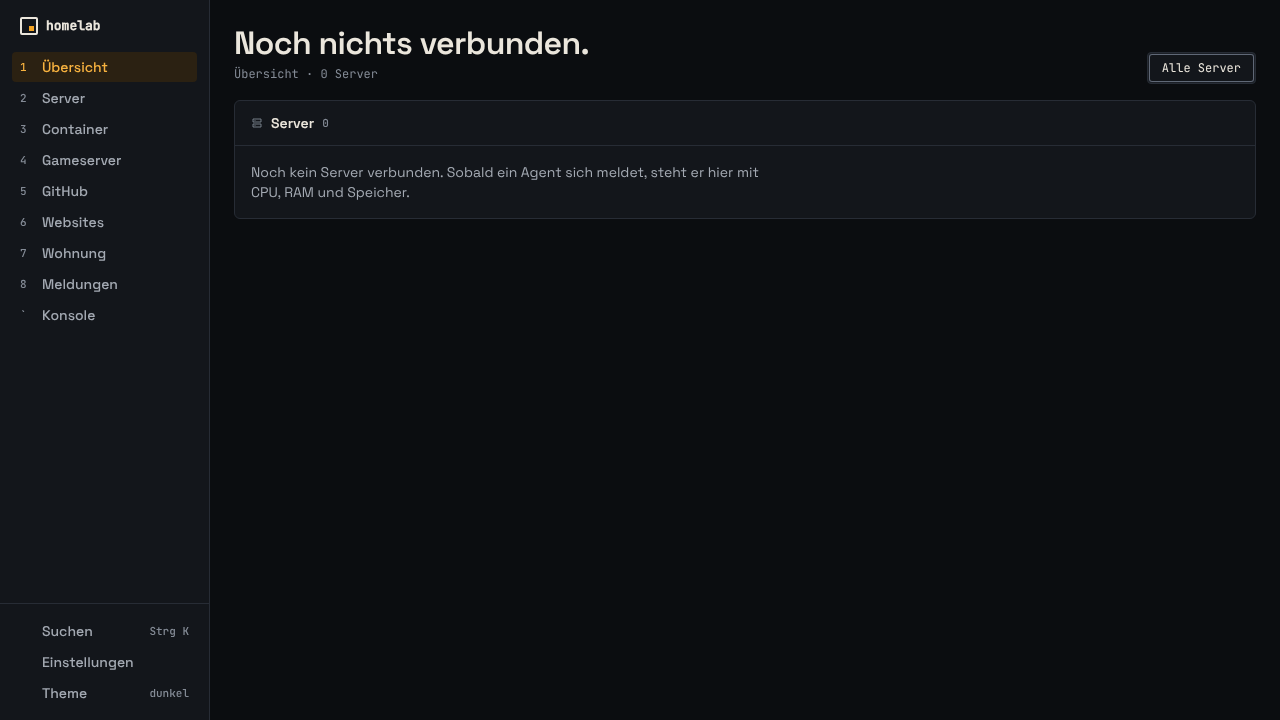 homelab
1 Übersicht
2 Server
3 Container
4 Gameserver
5 GitHub
6 Websites
7 Wohnung
8 Meldungen
` Konsole
Suchen Strg K
Einstellungen
Theme dunkel
Noch nichts verbunden.
Übersicht · 0 Server
Alle Server
Server 0
Noch kein Server verbunden. Sobald ein Agent sich meldet, steht er hier mit
CPU, RAM und Speicher.